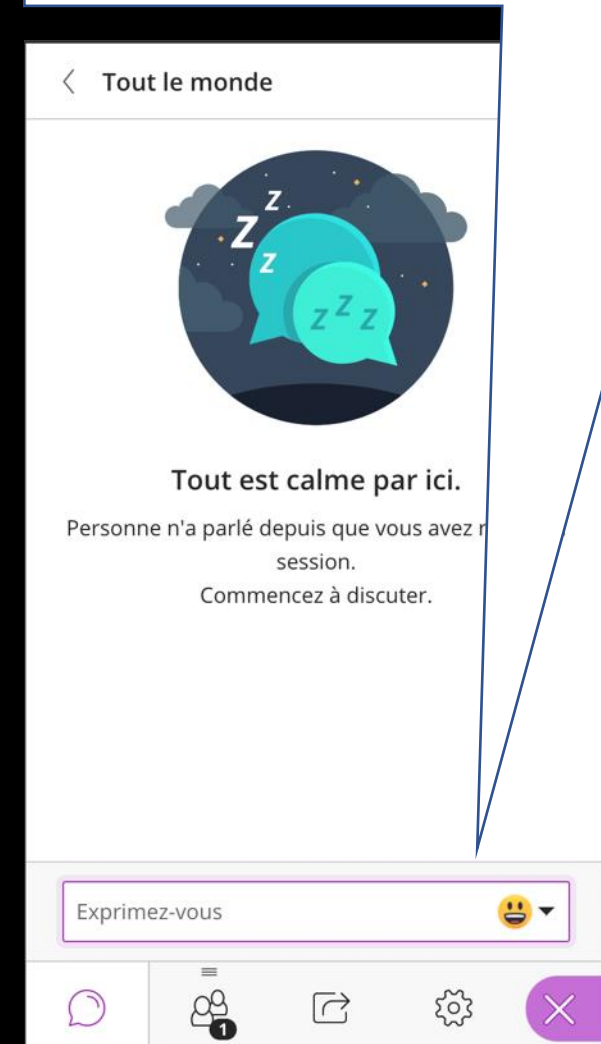 Tout le monde
Z
Z
Z
Z Z Z
Tout est calme par ici.
Personne n'a parlé depuis que vous avez
session.
Commencez à discuter.
Exprimez-vous
1